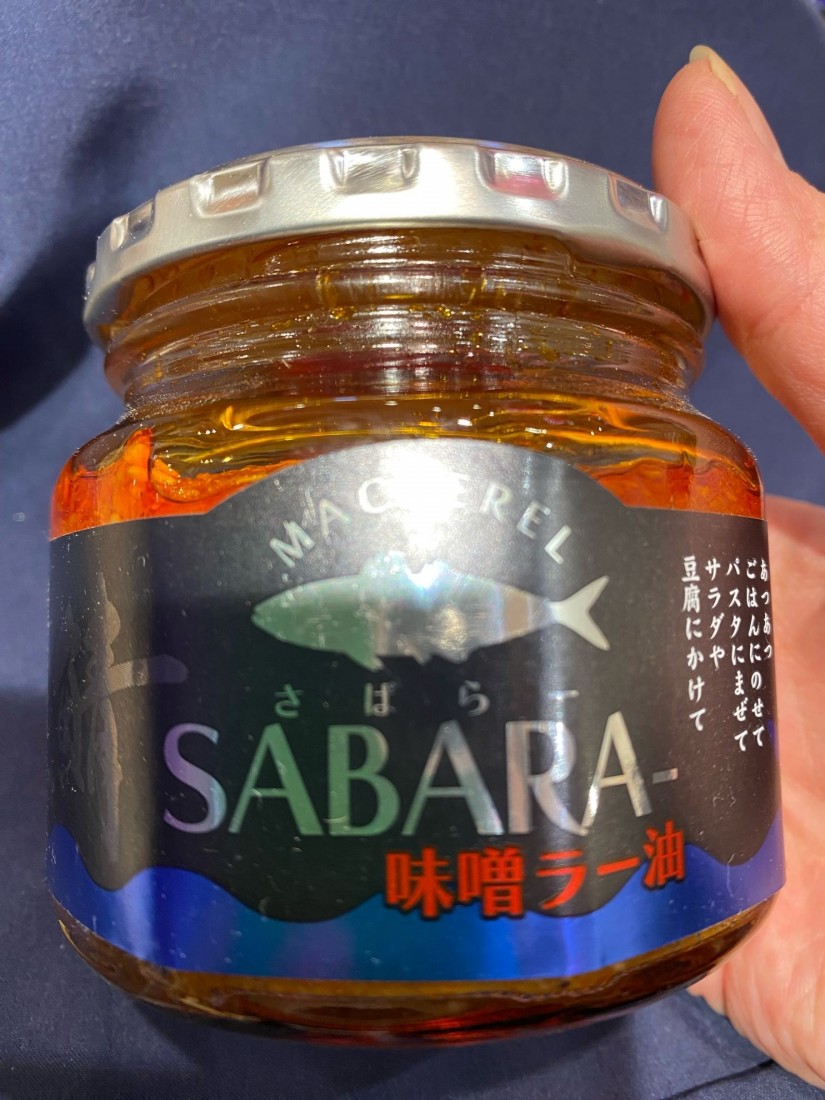 MACKEREL
さばらー
SABARA-
味噌ラー油
あつあつ
ごはんにのせて
パスタにまぜて
サラダや
豆腐にかけて